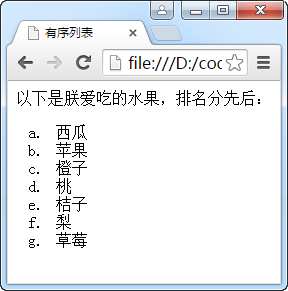 有序列表
file:///D:/coc
以下是朕爱吃的水果，排名分先后：
a. 西瓜
b. 苹果
c. 橙子
d. 桃
e. 桔子
f. 梨
g. 草莓